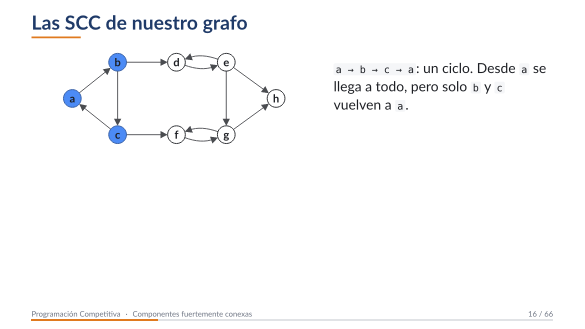 Las SCC de nuestro grafo
b
d
e
a
h
c
f
g
a → b → c → a: un ciclo. Desde a se
llega a todo, pero solo b y c
vuelven a a.
Programación Competitiva · Componentes fuertemente conexas
16 / 66